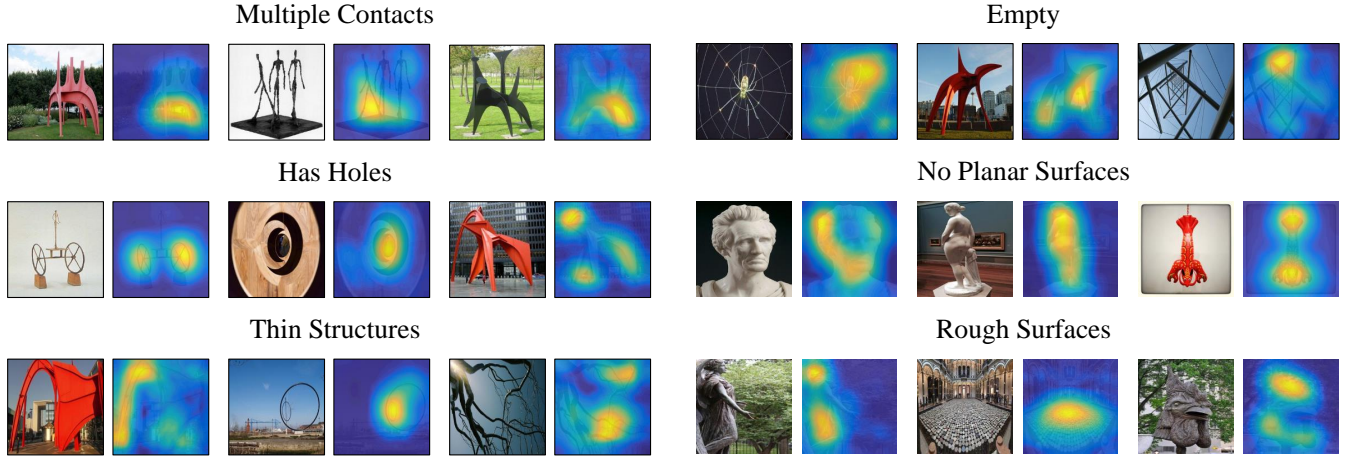 Multiple Contacts
Empty
Has Holes
No Planar Surfaces
Thin Structures
Rough Surfaces